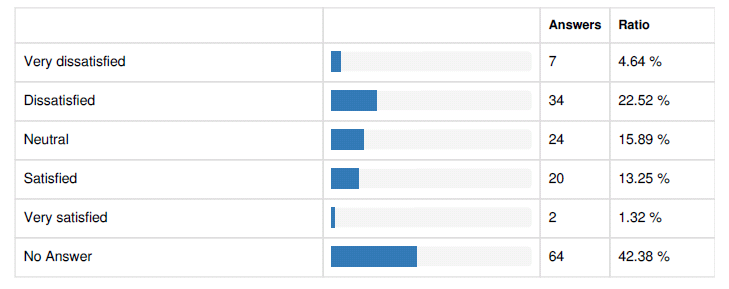 Answers Ratio
Very dissatisfied 7 4.64 %
Dissatisfied 34 22.52 %
Neutral 24 15.89 %
Satisfied 20 13.25 %
Very satisfied 2 1.32 %
No Answer 64 42.38 %